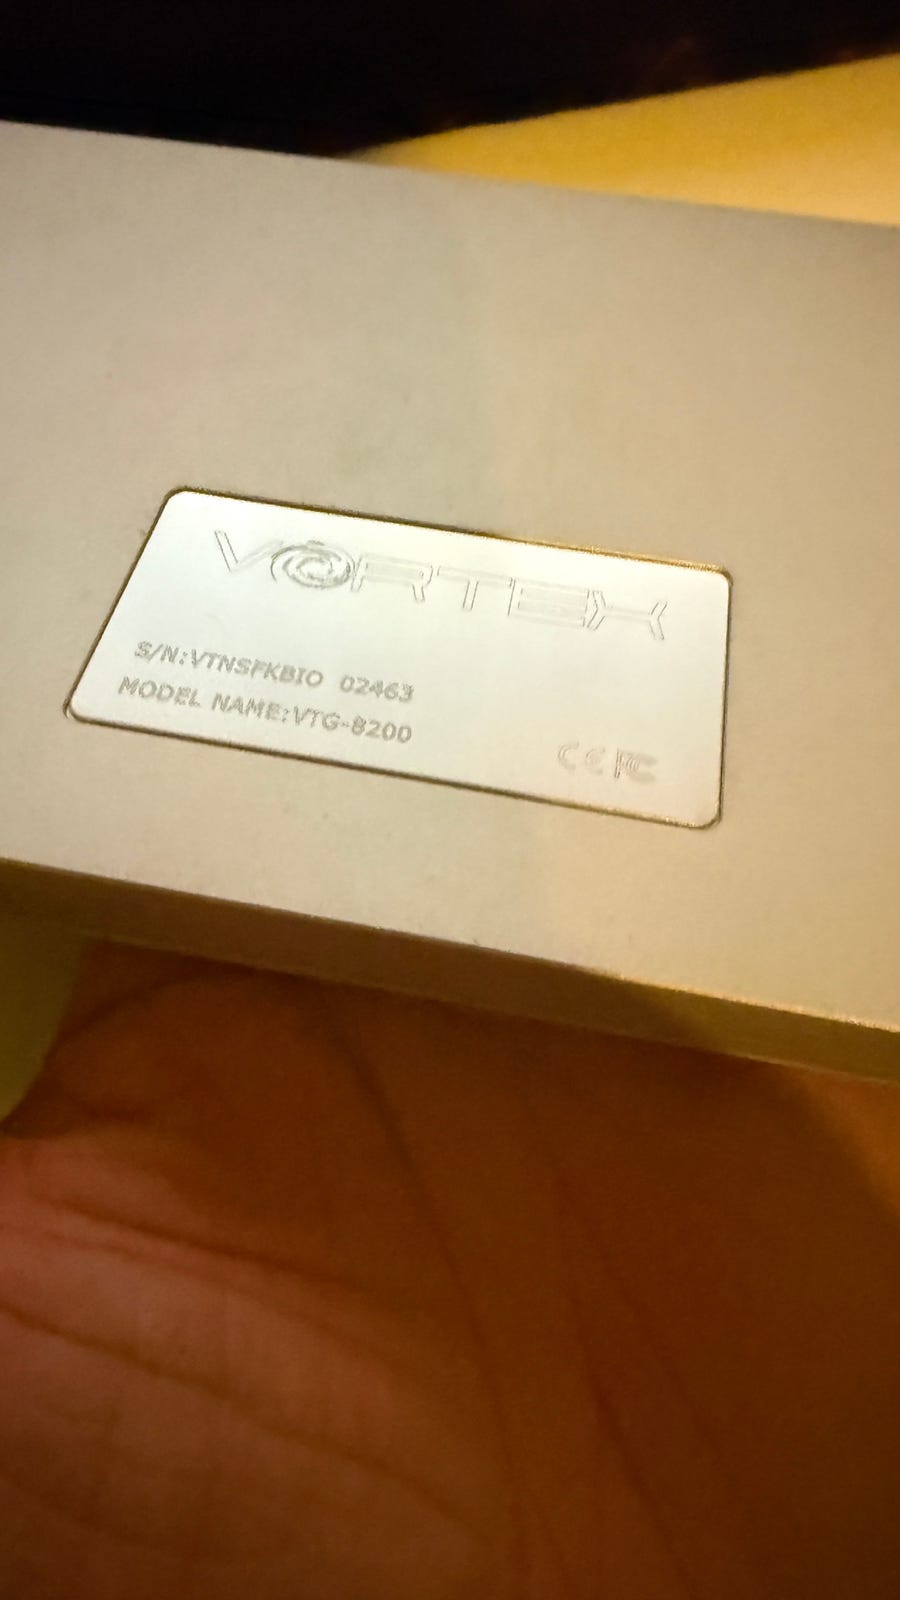 VORTEX
S/N:VTNSFKBIO 02463
MODEL NAME:VTG-8200
CE FC